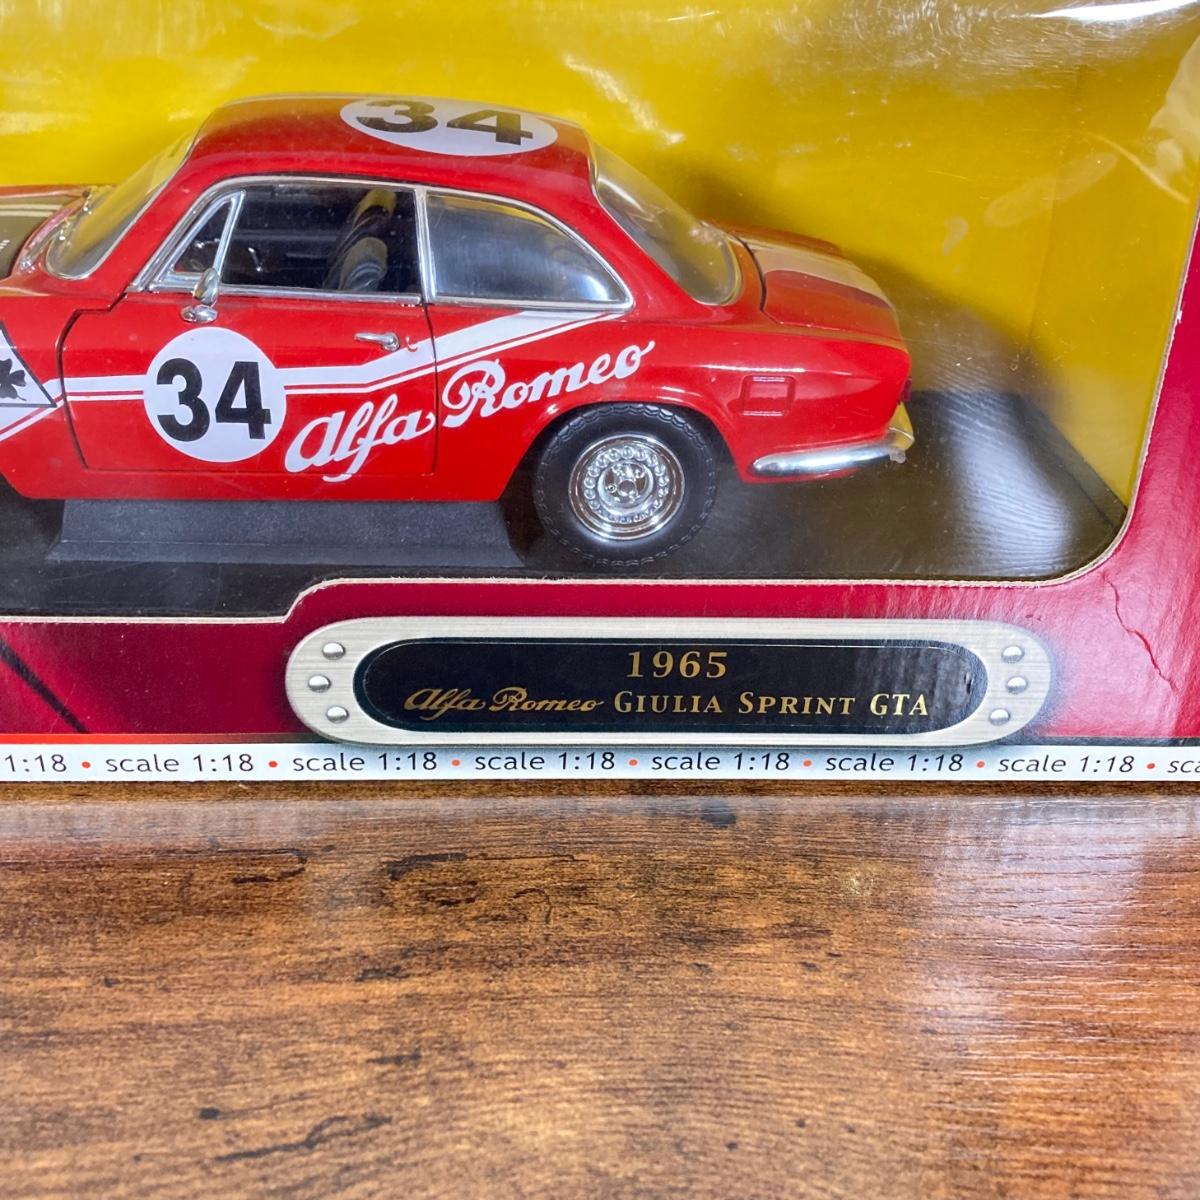 34
34
Alfa Romeo
1965
Alfa Romeo GIULIA SPRINT GTA
1:18 • scale 1:18 • scale 1:18 • scale 1:18 • scale 1:18 • scale 1:18 • scale 1:18 • sca